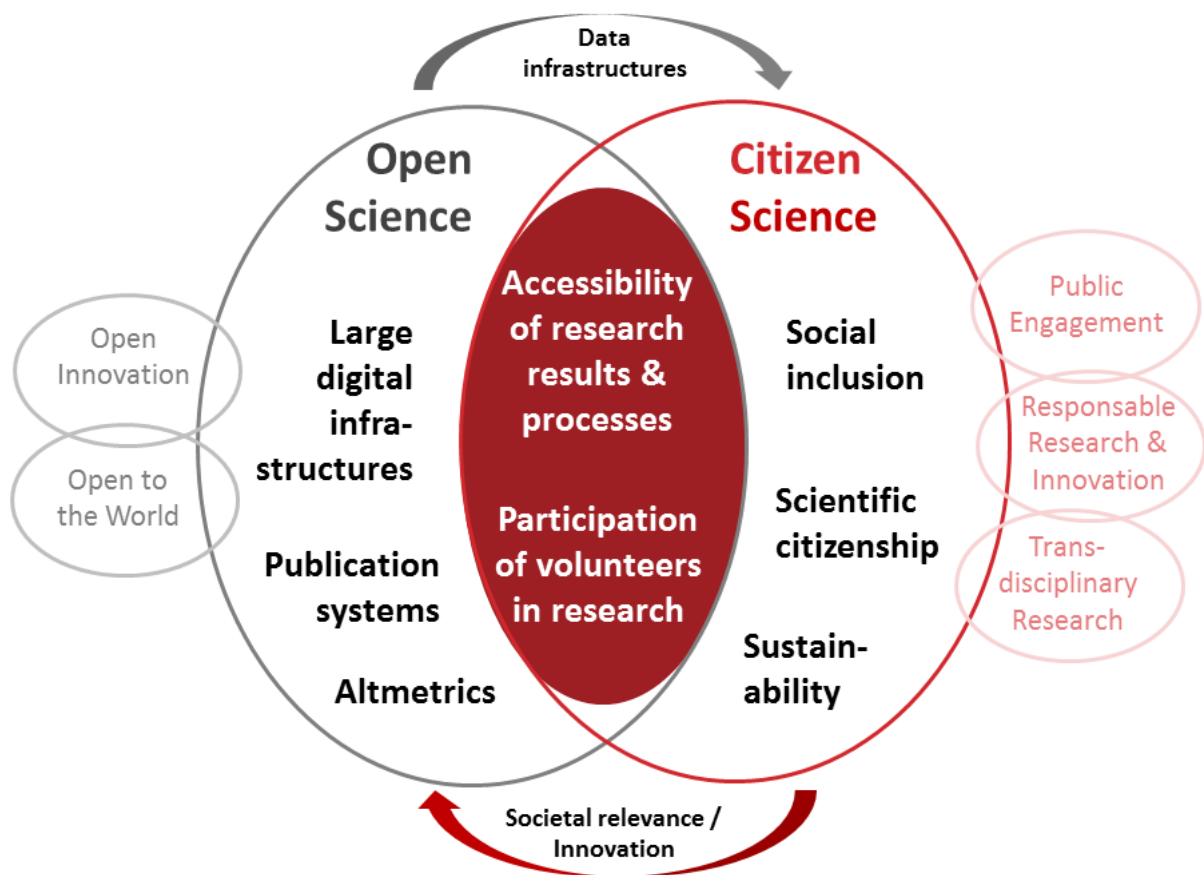 Data
infrastructures
Open
Science
Citizen
Science
Open
Innovation
Open to
the World
Large
digital
infra-
structures
Publication
systems
Altmetrics
Accessibility
of research
results &
processes
Participation
of volunteers
in research
Social
inclusion
Scientific
citizenship
Sustain-
ability
Public
Engagement
Responsable
Research &
Innovation
Trans-
disciplinary
Research
Societal relevance /
Innovation